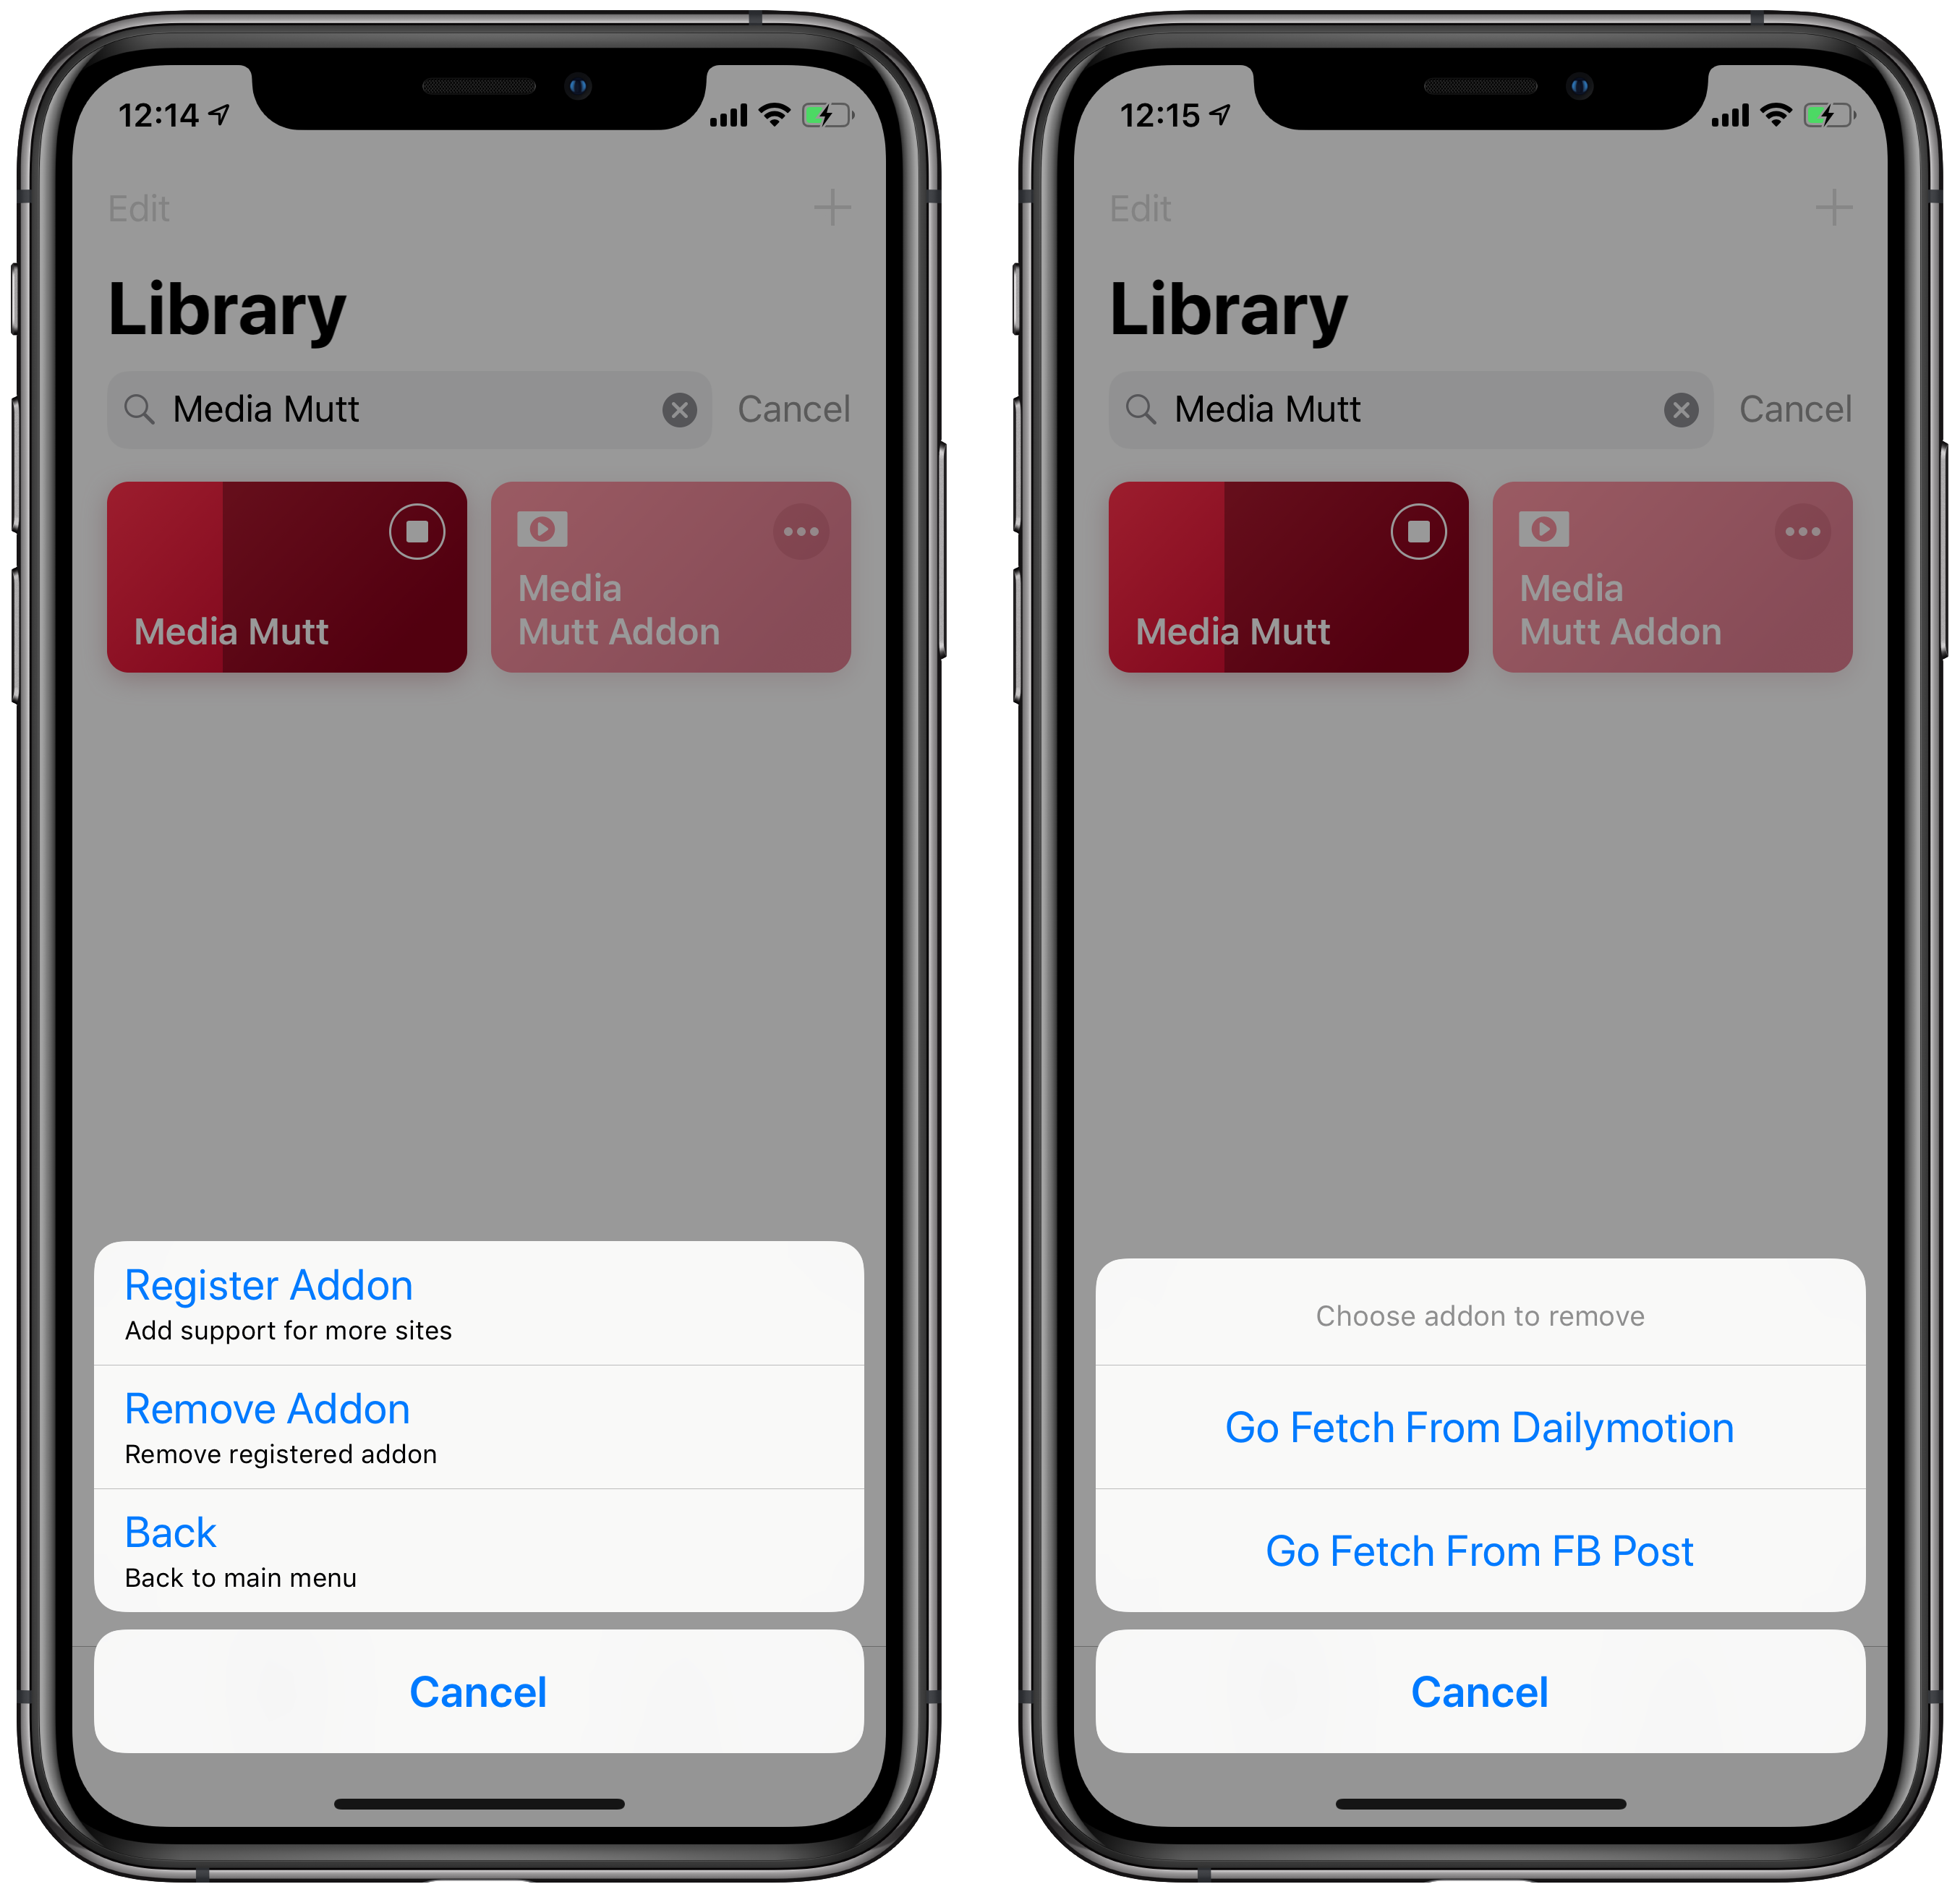 12:14
Edit
Library
Media Mutt
Cancel
Media Mutt
Media
Mutt Addon
Register Addon
Add support for more sites
Remove Addon
Remove registered addon
Back
Back to main menu
Cancel
12:15
Edit
Library
Media Mutt
Cancel
Media Mutt
Media
Mutt Addon
Choose addon to remove
Go Fetch From Dailymotion
Go Fetch From FB Post
Cancel